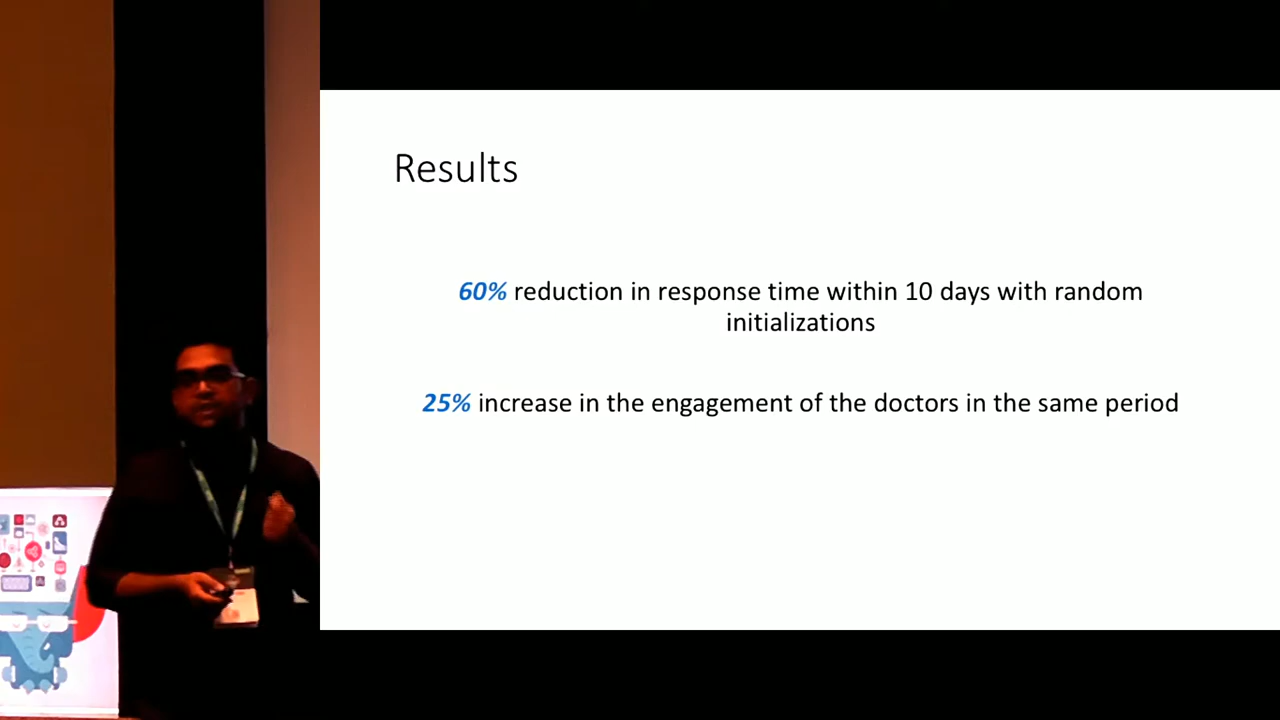 Results
60% reduction in response time within 10 days with random
initializations
25% increase in the engagement of the doctors in the same period